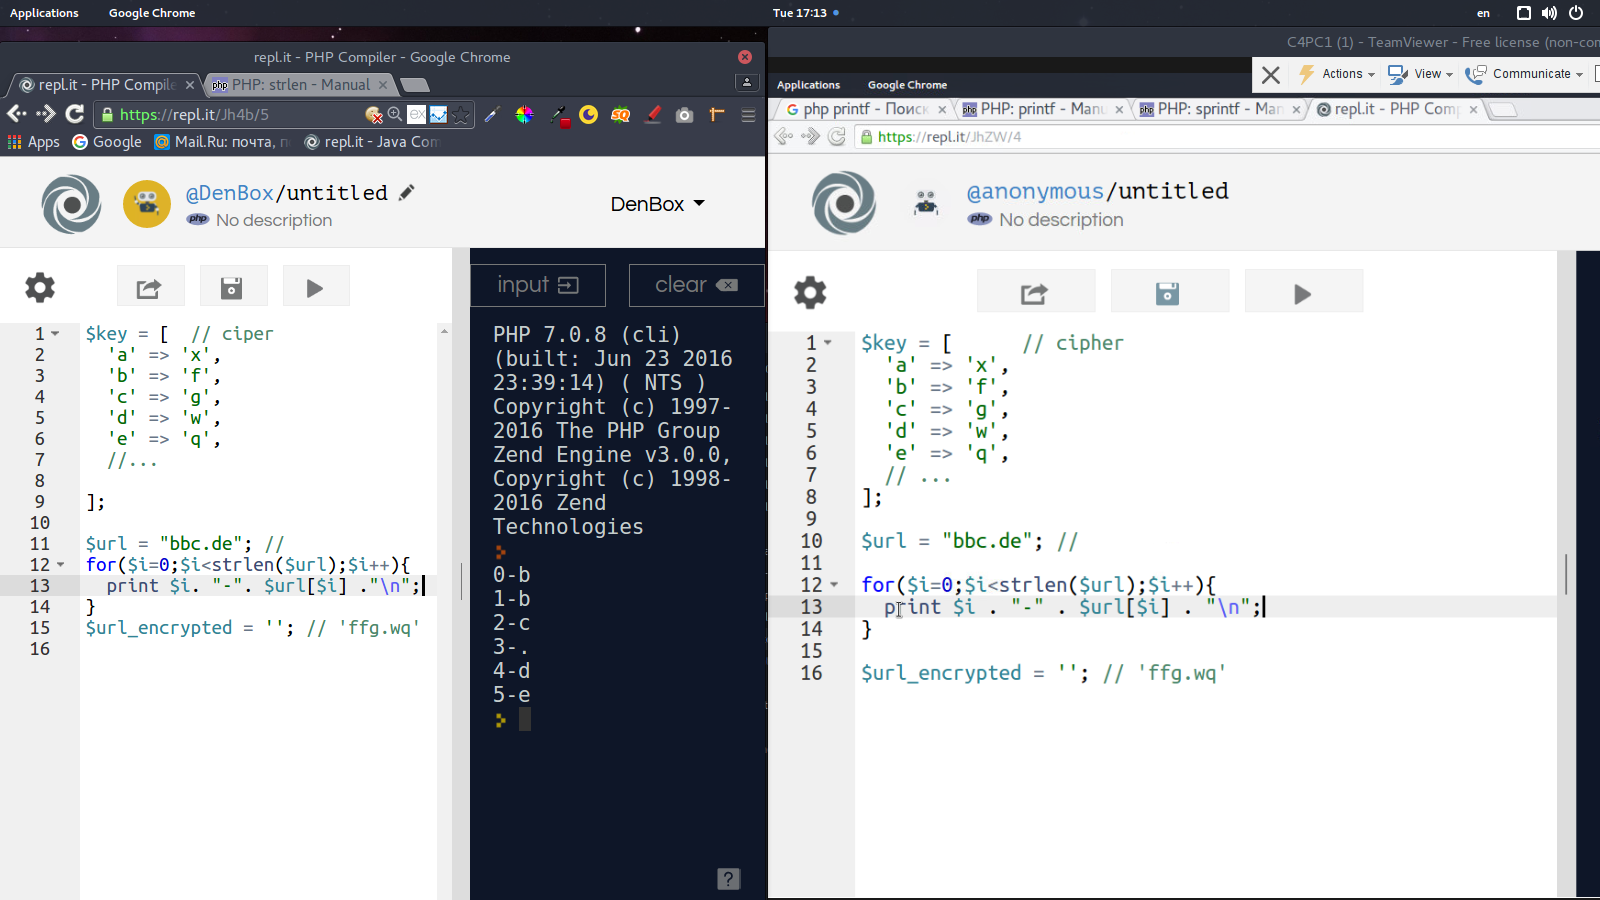 Applications Google Chrome
Tue 17:13
en
repl.it - PHP Compiler - Google Chrome
repl.it - PHP Compile
php PHP: strlen - Manual
https://repl.it/Jh4b/5
Apps Google Mail.Ru: почта, repl.it - Java Com
@DenBox/untitled
php No description
DenBox
input
clear
1 $key = [  // ciper
2   'a' => 'x',
3   'b' => 'f',
4   'c' => 'g',
5   'd' => 'w',
6   'e' => 'q',
7   //...
8
9 ];
10
11 $url = "bbc.de"; //
12 for($i=0;$i<strlen($url);$i++){
13   print $i. "-". $url[$i] ."\n";
14 }
15 $url_encrypted = ''; // 'ffg.wq'
16
PHP 7.0.8 (cli)
(built: Jun 23 2016
23:39:14) ( NTS )
Copyright (c) 1997-
2016 The PHP Group
Zend Engine v3.0.0,
Copyright (c) 1998-
2016 Zend
Technologies
0-b
1-b
2-c
3-.
4-d
5-e
?
C4PC1 (1) - TeamViewer - Free license (non-com
Actions View Communicate
Applications Google Chrome
php printf - Поиск
php PHP: printf - Manu
php PHP: sprintf - Man
repl.it - PHP Comp
https://repl.it/JhZW/4
@anonymous/untitled
php No description
1 $key = [      // cipher
2   'a' => 'x',
3   'b' => 'f',
4   'c' => 'g',
5   'd' => 'w',
6   'e' => 'q',
7   // ...
8 ];
9
10 $url = "bbc.de"; //
11
12 for($i=0;$i<strlen($url);$i++){
13   print $i . "-" . $url[$i] . "\n";
14 }
15
16 $url_encrypted = ''; // 'ffg.wq'